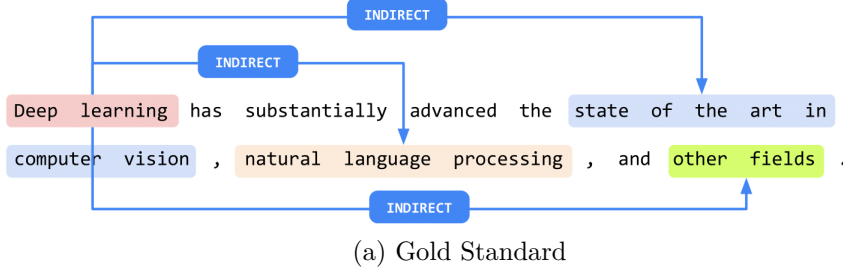 INDIRECT
INDIRECT
Deep learning has substantially advanced the state of the art in
computer vision , natural language processing , and other fields .
INDIRECT
(a) Gold Standard